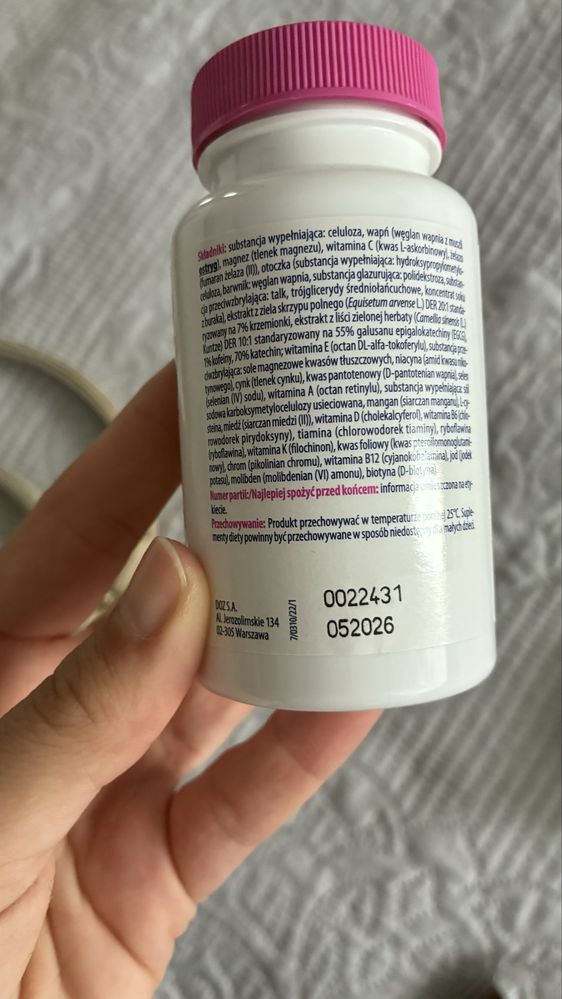 Składniki: substancja wypełniająca: celuloza, wapń (węglan wapnia z muszli
ostryg), magnez (tlenek magnezu), witamina C (kwas L-askorbinowy), żelazo
(fumaran żelaza (II)), otoczka (substancja wypełniająca: hydroksypropylometylo-
celuloza, barwnik: węglan wapnia, substancja glazurująca: polidekstroza, substan-
cja przeciwzbrylająca: talk, trójglicerydy średniołańcuchowe, koncentrat soku
z buraka), ekstrakt z ziela skrzypu polnego (Equisetum arvense L.) DER 20:1 standa-
ryzowany na 7% krzemionki, ekstrakt z liści zielonej herbaty (Camellia sinensis (L.)
Kuntze) DER 10:1 standaryzowany na 55% galusanu epigalokatechiny (EGCG),
1% kofeiny, 70% katechin; witamina E (octan DL-alfa-tokoferylu), substancja prze-
ciwzbrylająca: sole magnezowe kwasów tłuszczowych, niacyna (amid kwasu niko-
tynowego), cynk (tlenek cynku), kwas pantotenowy (D-pantotenian wapnia), selen
(selenian (IV) sodu), witamina A (octan retinylu), substancja wypełniająca: sól
sodowa karboksymetylocelulozy usieciowana, mangan (siarczan manganu), L-cy-
steina, miedź (siarczan miedzi (II)), witamina D (cholekalcyferol), witamina B6 (chlo-
rowodorek pirydoksyny), tiamina (chlorowodorek tiaminy), ryboflawina
(ryboflawina), witamina K (filochinon), kwas foliowy (kwas pteroilomonoglutami-
nowy), chrom (pikolinian chromu), witamina B12 (cyjanokobalamina), jod (jodek
potasu), molibden (molibdenian (VI) amonu), biotyna (D-biotyna).
Numer partii:/Najlepiej spożyć przed końcem: informacja umieszczona na ety-
kiecie.
Przechowywanie: Produkt przechowywać w temperaturze poniżej 25°C. Suple-
menty diety powinny być przechowywane w sposób niedostępny dla małych dzieci.
DOZ S.A.
Al. Jerozolimskie 134
02-305 Warszawa
7/0310/22/1
0022431
052026